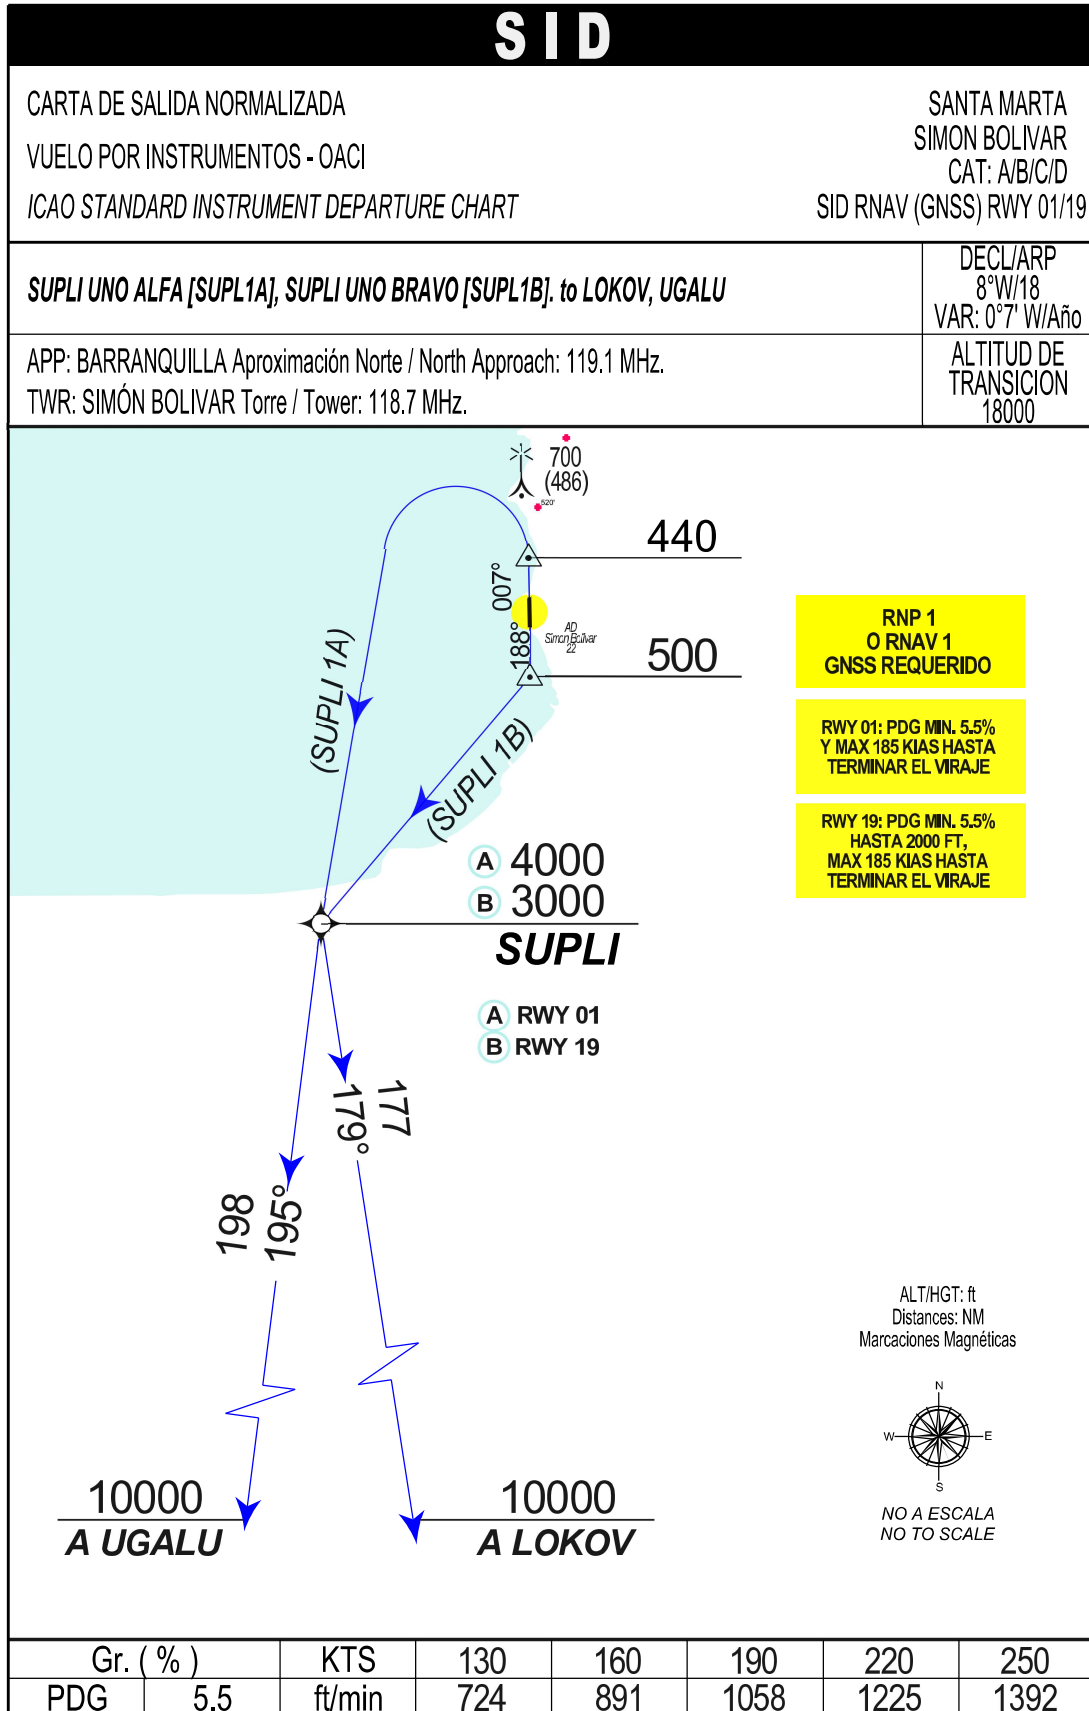 SID
CARTA DE SALIDA NORMALIZADA
VUELO POR INSTRUMENTOS - OACI
ICAO STANDARD INSTRUMENT DEPARTURE CHART
SANTA MARTA
SIMON BOLIVAR
CAT: A/B/C/D
SID RNAV (GNSS) RWY 01/19
SUPLI UNO ALFA [SUPL1A], SUPLI UNO BRAVO [SUPL1B]. to LOKOV, UGALU
DECL/ARP
8°W/18
VAR: 0°7' W/Año
APP: BARRANQUILLA Aproximación Norte / North Approach: 119.1 MHz.
TWR: SIMÓN BOLIVAR Torre / Tower: 118.7 MHz.
ALTITUD DE
TRANSICION
18000
700
(486)
520'
440
007°
188°
AD
Simon Bolívar
22
500
(SUPLI 1A)
(SUPLI 1B)
RNP 1
O RNAV 1
GNSS REQUERIDO
RWY 01: PDG MIN. 5.5%
Y MAX 185 KIAS HASTA
TERMINAR EL VIRAJE
RWY 19: PDG MIN. 5.5%
HASTA 2000 FT,
MAX 185 KIAS HASTA
TERMINAR EL VIRAJE
A 4000
B 3000
SUPLI
A RWY 01
B RWY 19
177
179°
198
195°
ALT/HGT: ft
Distances: NM
Marcaciones Magnéticas
N
W E
S
NO A ESCALA
NO TO SCALE
10000
A UGALU
10000
A LOKOV
Gr. ( % ) KTS 130 160 190 220 250
PDG 5.5 ft/min 724 891 1058 1225 1392